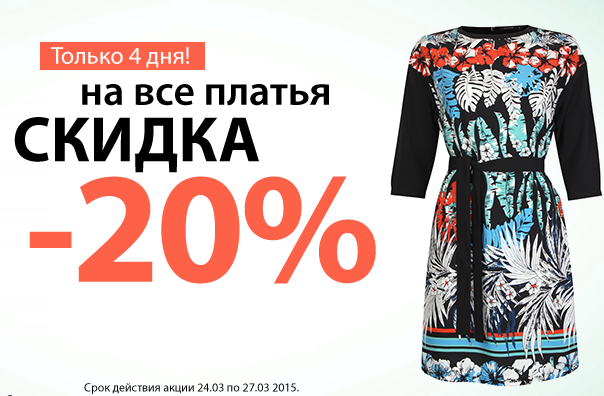 Только 4 дня!
на все платья
СКИДКА
-20%
Срок действия акции 24.03 по 27.03 2015.